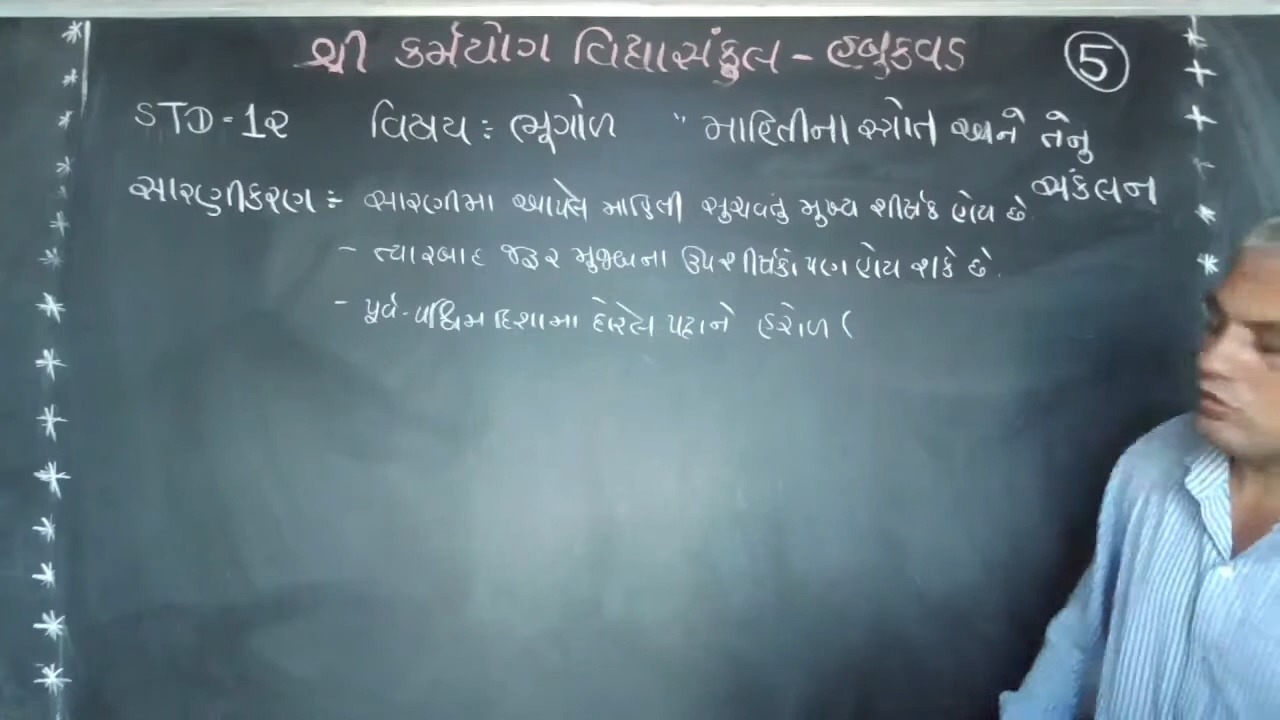 શ્રી કર્મયોગ વિદ્યાસંકુલ - હબુકવડ
5
STD - 1૨ વિષય : ભૂગોળ " માહિતીના સ્ત્રોત અને તેનુ
અંકલન
સારણીકરણ :- સારણીમા આપેલ માહિતી સુચવતું મુખ્ય શીર્ષક હોય છે
- ત્યારબાદ જરૂર મુજબના ઉપશીર્ષકો પણ હોય શકે છે.
- પૂર્વ-પશ્ચિમ દિશામા દોરેલ પટ્ટાને હરોળ (